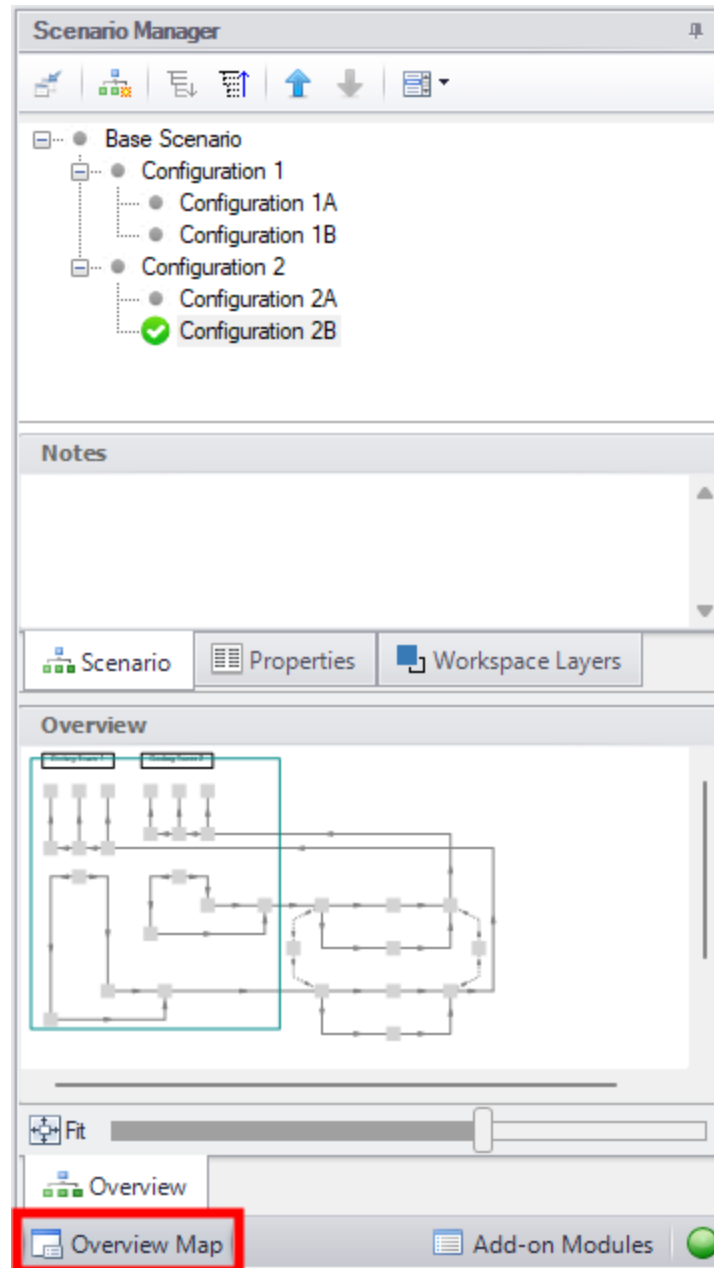 Scenario Manager
Base Scenario
Configuration 1
Configuration 1A
Configuration 1B
Configuration 2
Configuration 2A
Configuration 2B
Notes
Scenario Properties Workspace Layers
Overview
Fit
Overview
Overview Map Add-on Modules